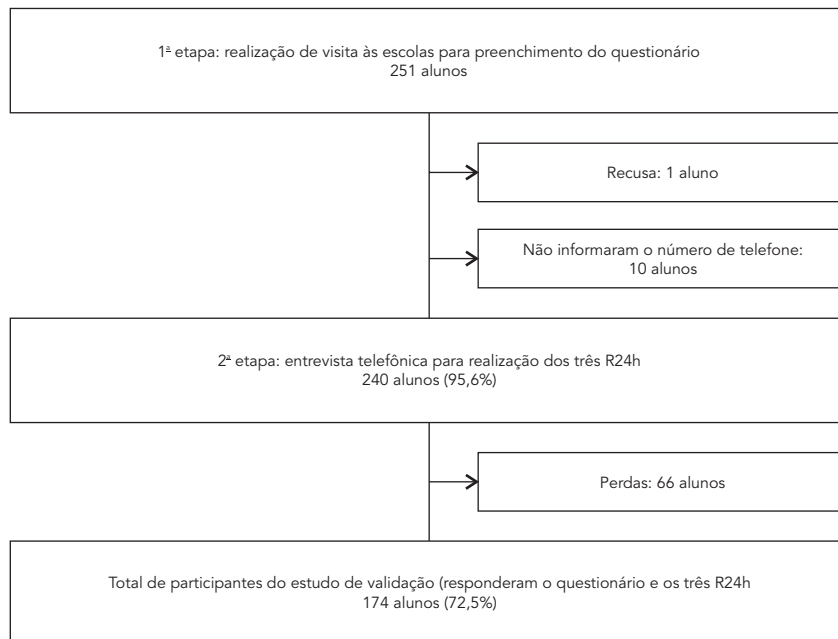 1ª etapa: realização de visita às escolas para preenchimento do questionário
251 alunos
Recusa: 1 aluno
Não informaram o número de telefone:
10 alunos
2ª etapa: entrevista telefônica para realização dos três R24h
240 alunos (95,6%)
Perdas: 66 alunos
Total de participantes do estudo de validação (responderam o questionário e os três R24h
174 alunos (72,5%)